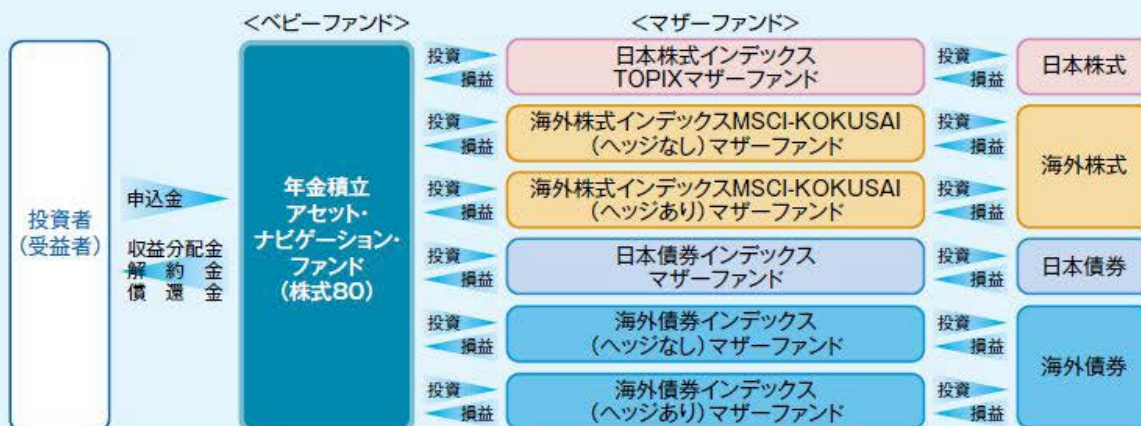 <ベビーファンド>
<マザーファンド>
投資者
(受益者)
申込金
収益分配金
解約金
償還金
年金積立
アセット・
ナビゲーション・
ファンド
(株式80)
投資
損益
日本株式インデックス
TOPIXマザーファンド
投資
損益
日本株式
投資
損益
海外株式インデックスMSCI-KOKUSAI
(ヘッジなし)マザーファンド
投資
損益
海外株式
投資
損益
海外株式インデックスMSCI-KOKUSAI
(ヘッジあり)マザーファンド
投資
損益
投資
損益
日本債券インデックス
マザーファンド
投資
損益
日本債券
投資
損益
海外債券インデックス
(ヘッジなし)マザーファンド
投資
損益
海外債券
投資
損益
海外債券インデックス
(ヘッジあり)マザーファンド
投資
損益